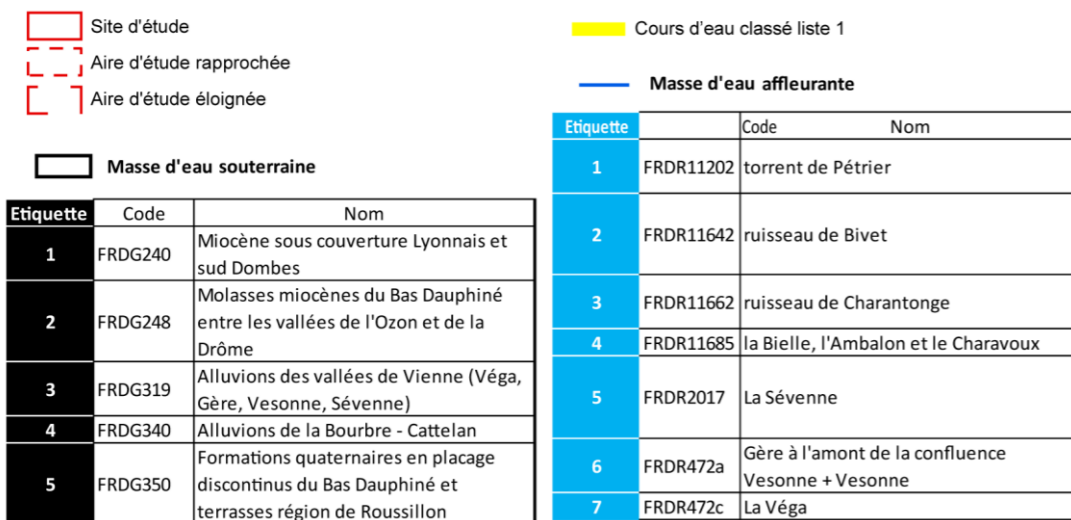 Site d'étude
Aire d'étude rapprochée
Aire d'étude éloignée
Masse d'eau souterraine
Etiquette Code Nom
1 FRDG240 Miocène sous couverture Lyonnais et
sud Dombes
2 FRDG248 Molasses miocènes du Bas Dauphiné
entre les vallées de l'Ozon et de la
Drôme
3 FRDG319 Alluvions des vallées de Vienne (Véga,
Gère, Vesonne, Sévenne)
4 FRDG340 Alluvions de la Bourbre - Cattelan
5 FRDG350 Formations quaternaires en placage
discontinus du Bas Dauphiné et
terrasses région de Roussillon
Cours d'eau classé liste 1
Masse d'eau affleurante
Etiquette Code Nom
1 FRDR11202 torrent de Pétrier
2 FRDR11642 ruisseau de Bivet
3 FRDR11662 ruisseau de Charantonge
4 FRDR11685 la Bielle, l'Ambalon et le Charavoux
5 FRDR2017 La Sévenne
6 FRDR472a Gère à l'amont de la confluence
Vesonne + Vesonne
7 FRDR472c La Véga